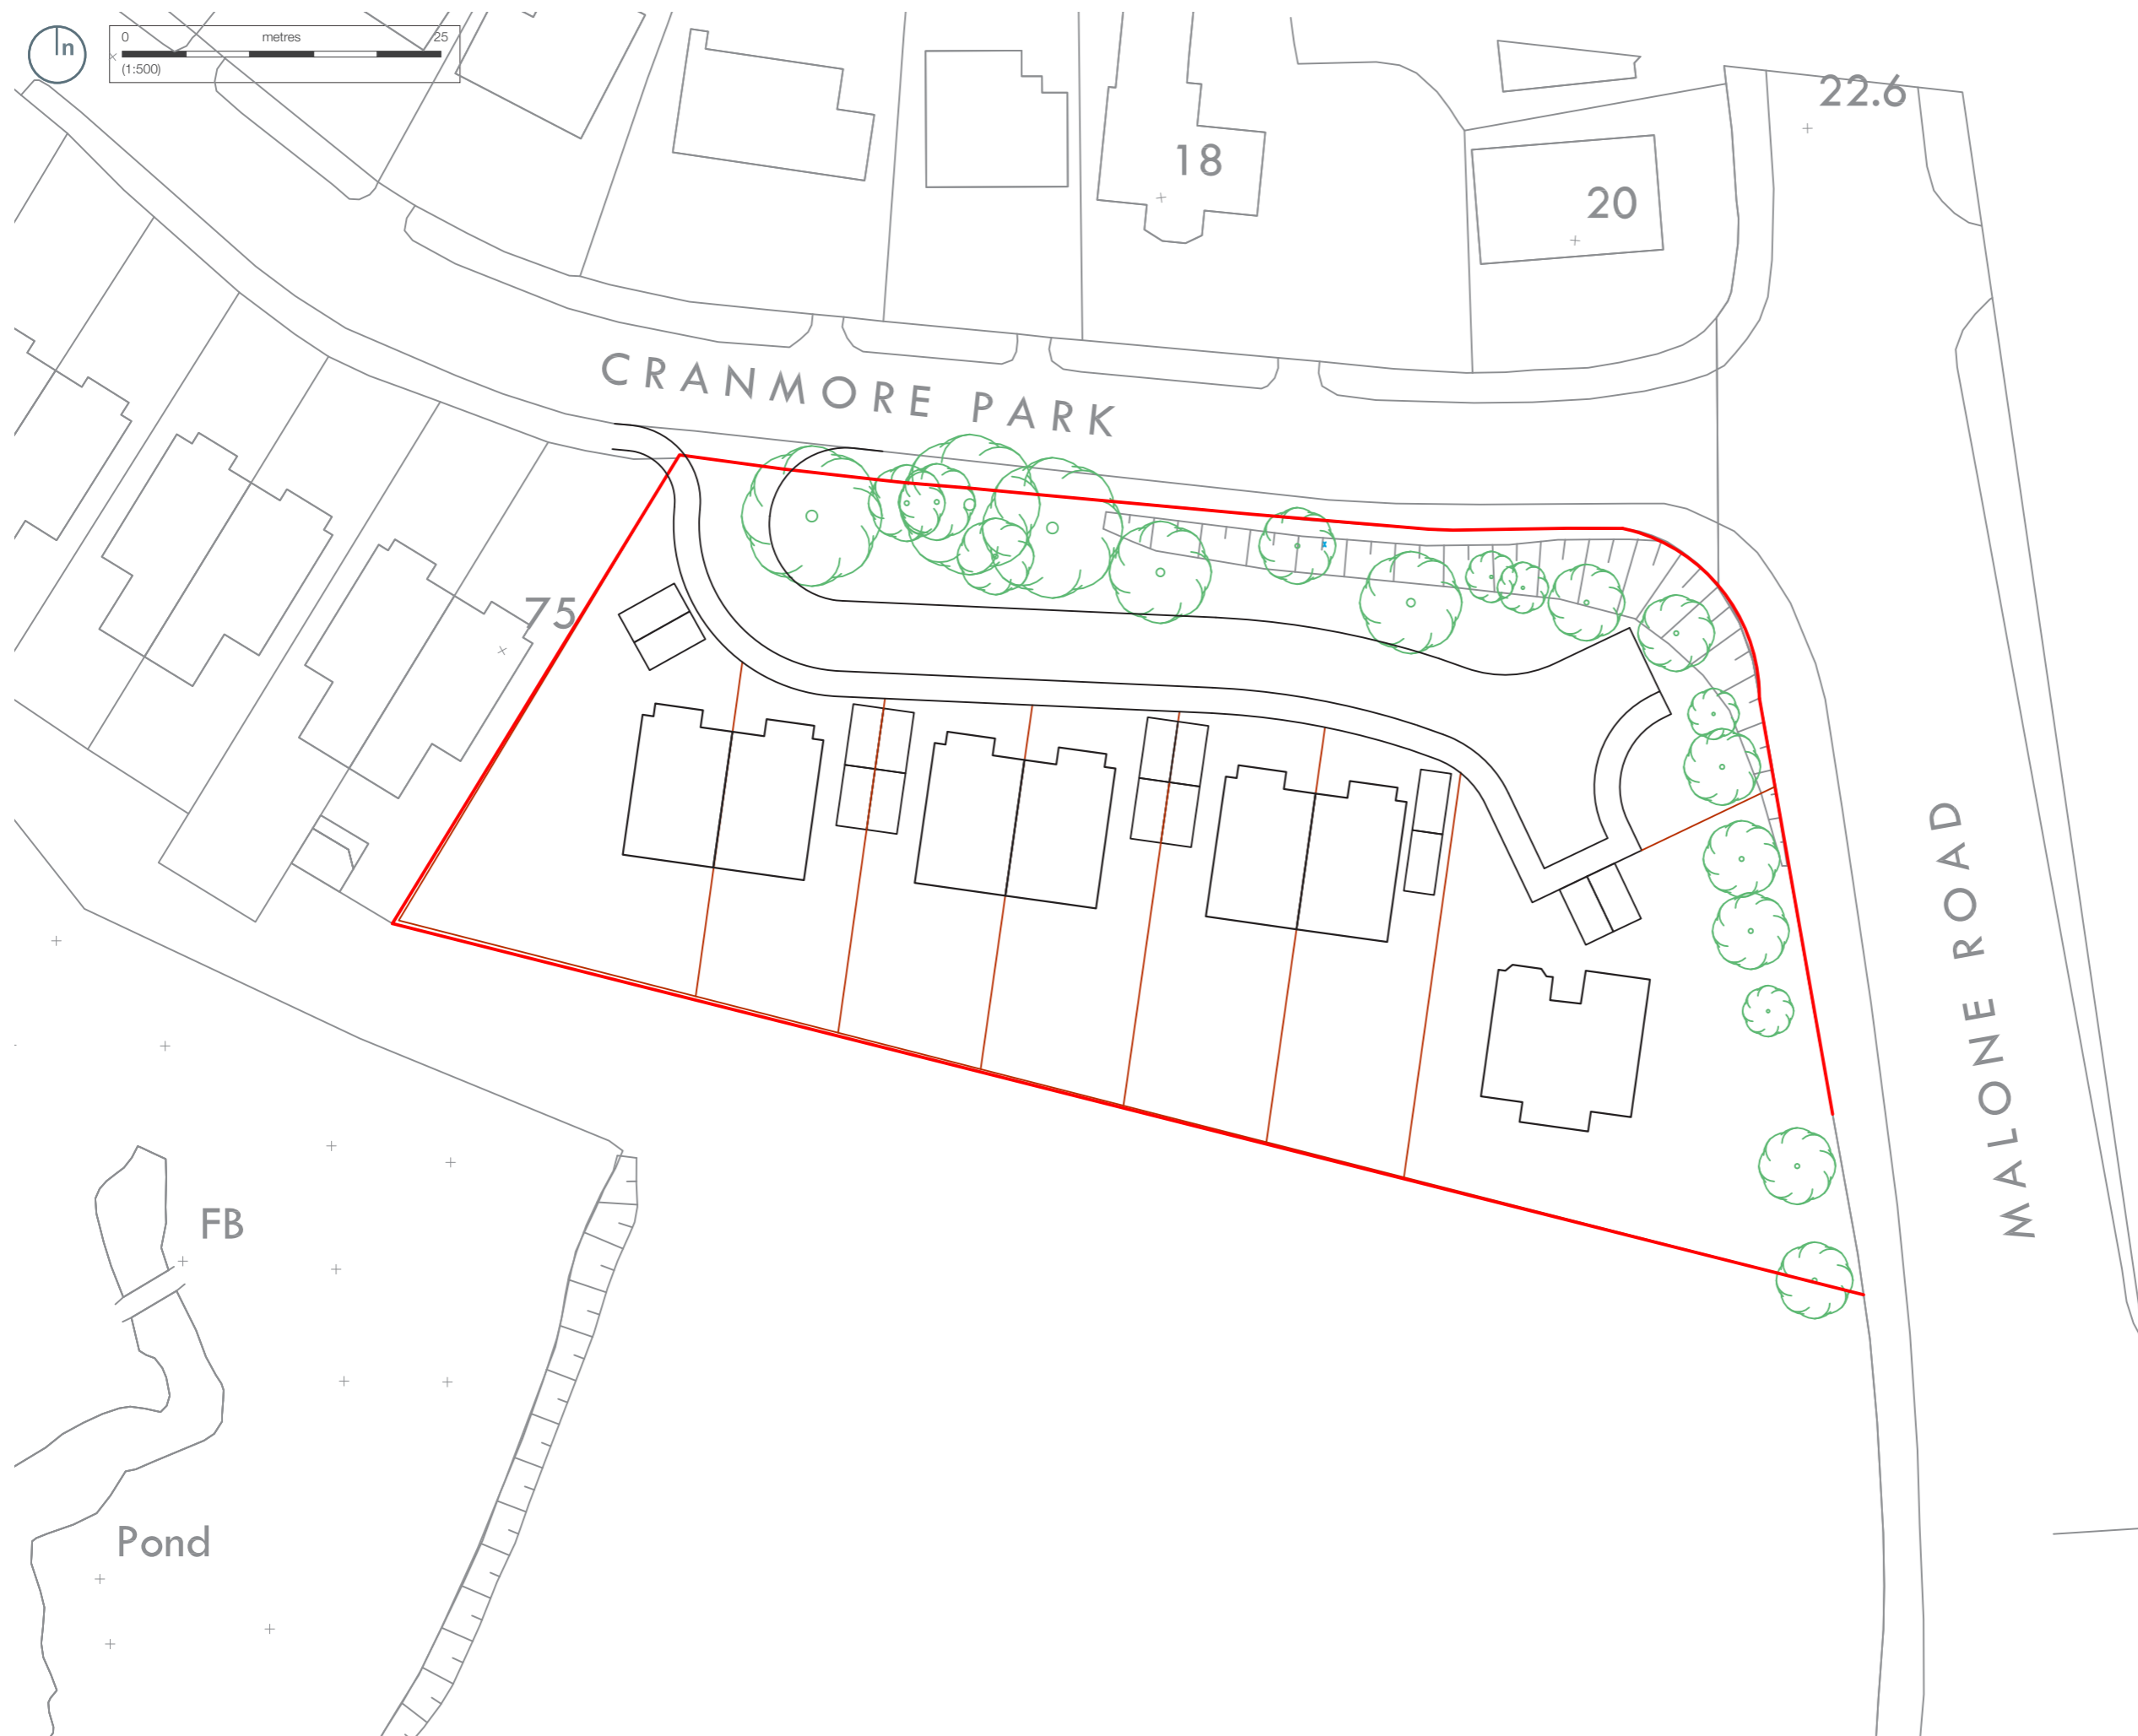 n
0 metres 25
(1:500)
22.6
18
20
CRANMORE PARK
75
MALONE ROAD
FB
Pond